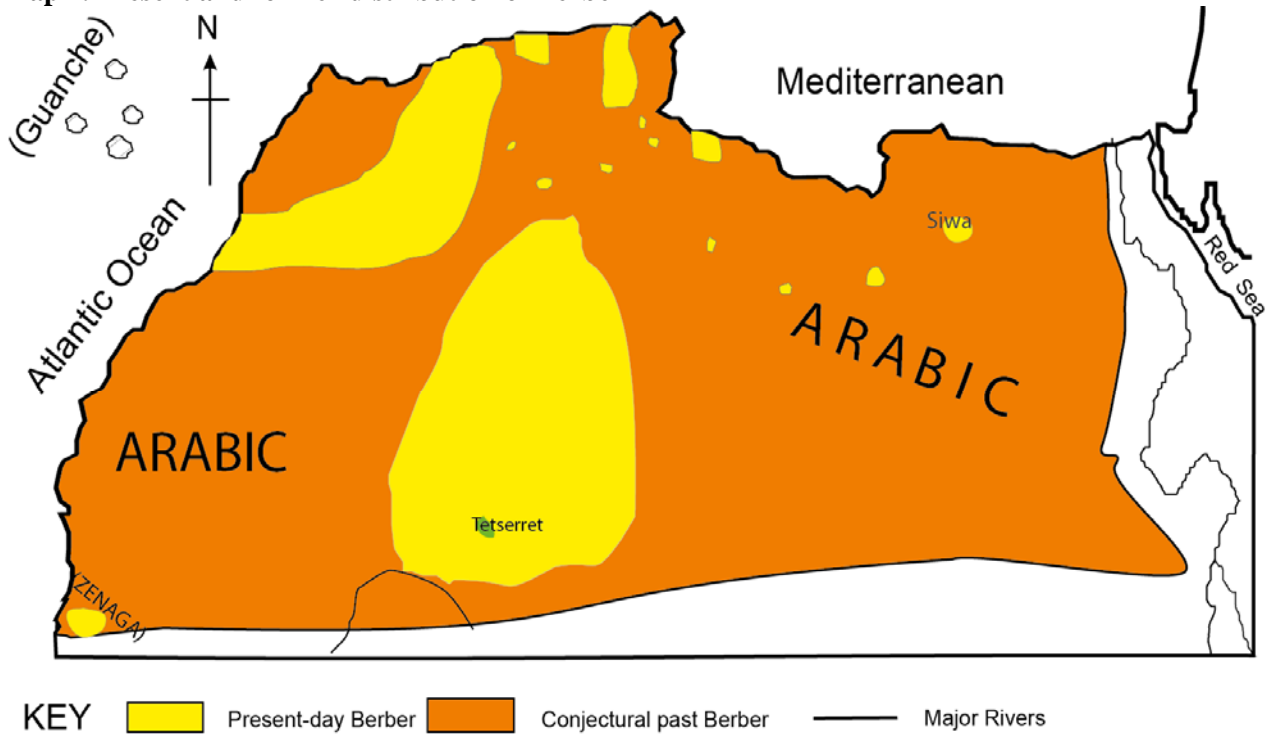 N
(Guanche)
Mediterranean
Atlantic Ocean
Siwa
Red Sea
ARABIC
ARABIC
Tetserret
(ZENAGA)
KEY
Present-day Berber
Conjectural past Berber
Major Rivers